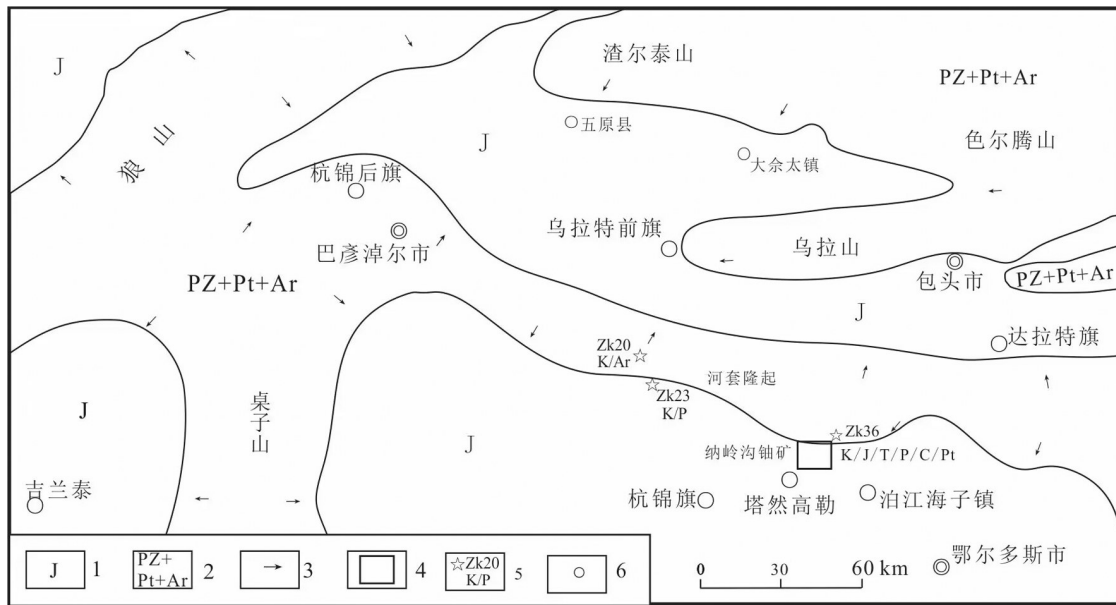 渣尔泰山
PZ+Pt+Ar
J
五原县
色尔腾山
狼山
J
大佘太镇
杭锦后旗
乌拉特前旗
乌拉山
巴彦淖尔市
包头市
PZ+Pt+Ar
PZ+Pt+Ar
J
达拉特旗
Zk20
K/Ar
河套隆起
Zk23
K/P
桌子山
J
J
Zk36
纳岭沟铀矿
K/J/T/P/C/Pt
吉兰泰
杭锦旗
塔然高勒
泊江海子镇
鄂尔多斯市
J 1
PZ+
Pt+Ar 2
3
4
Zk20
K/P 5
6
0 30 60 km